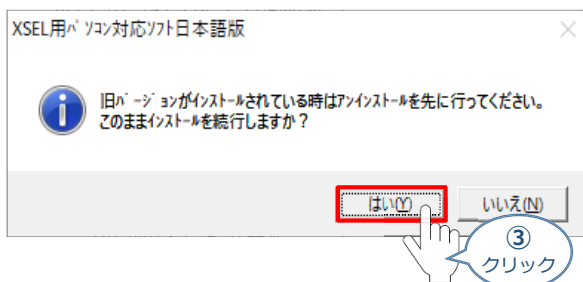 XSEL用ﾊﾟｿｺﾝ対応ｿﾌﾄ日本語版
旧ﾊﾞｰｼﾞｮﾝがｲﾝｽﾄｰﾙされている時はｱﾝｲﾝｽﾄｰﾙを先に行ってください。
このままｲﾝｽﾄｰﾙを続行しますか？
はい(Y)
いいえ(N)
③
クリック